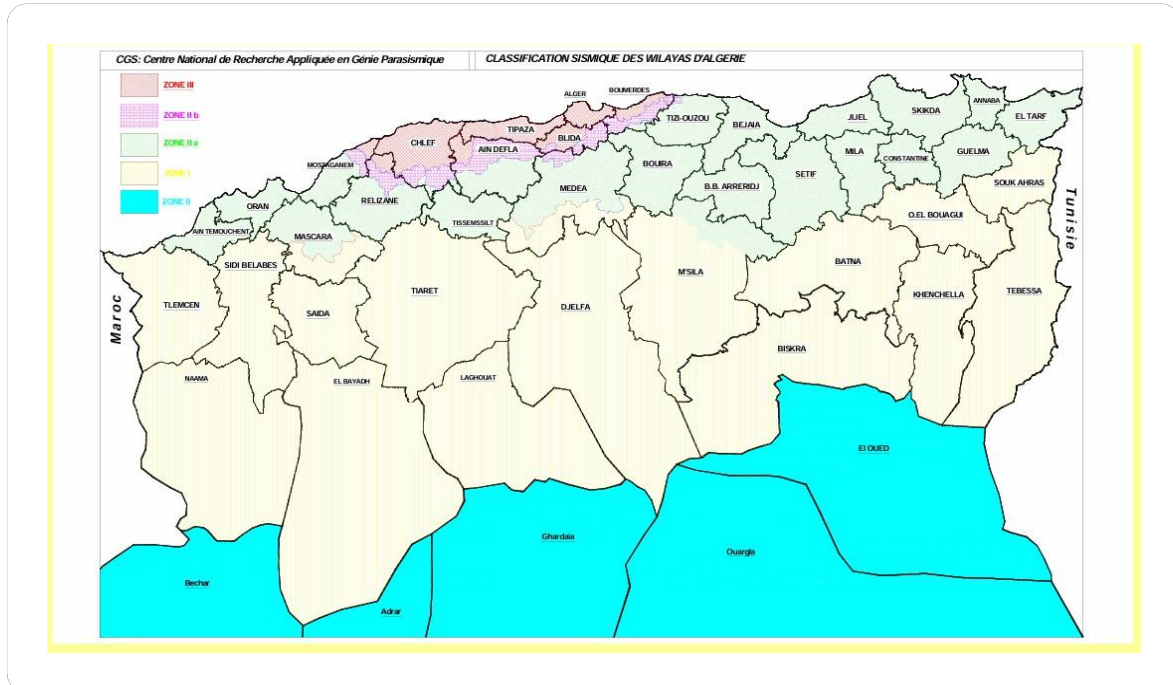 CGS: Centre National de Recherche Appliquée en Génie Parasismique
CLASSIFICATION SISMIQUE DES WILAYAS D'ALGERIE
ZONE III
ZONE II b
ZONE II a
ZONE I
ZONE 0
ALGER
BOUMERDES
TIPAZA
BLIDA
CHLEF
AIN DEFLA
MOSTAGANEM
TIZI-OUZOU
BEJAIA
JIJEL
SKIKDA
ANNABA
EL TARF
BOUIRA
SETIF
MILA
CONSTANTINE
GUELMA
MEDEA
B.B. ARRERIDJ
SOUK AHRAS
ORAN
RELIZANE
TISSEMSSILT
O.EL BOUAGUI
AIN TEMOUCHENT
MASCARA
SIDI BELABES
Maroc
Tunisie
TLEMCEN
SAIDA
TIARET
DJELFA
M'SILA
BATNA
KHENCHELLA
TEBESSA
BISKRA
NAAMA
EL BAYADH
LAGHOUAT
El OUED
Ghardaia
Ouargla
Bechar
Adrar